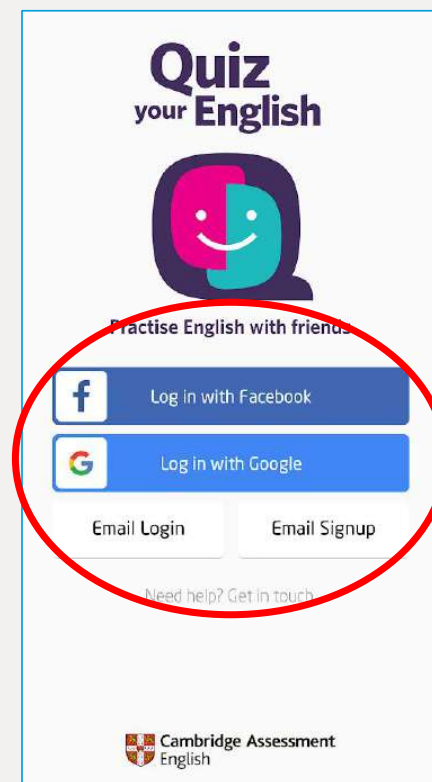 Quiz
your English
Practise English with friends
f Log in with Facebook
G Log in with Google
Email Login Email Signup
Need help? Get in touch
Cambridge Assessment
English